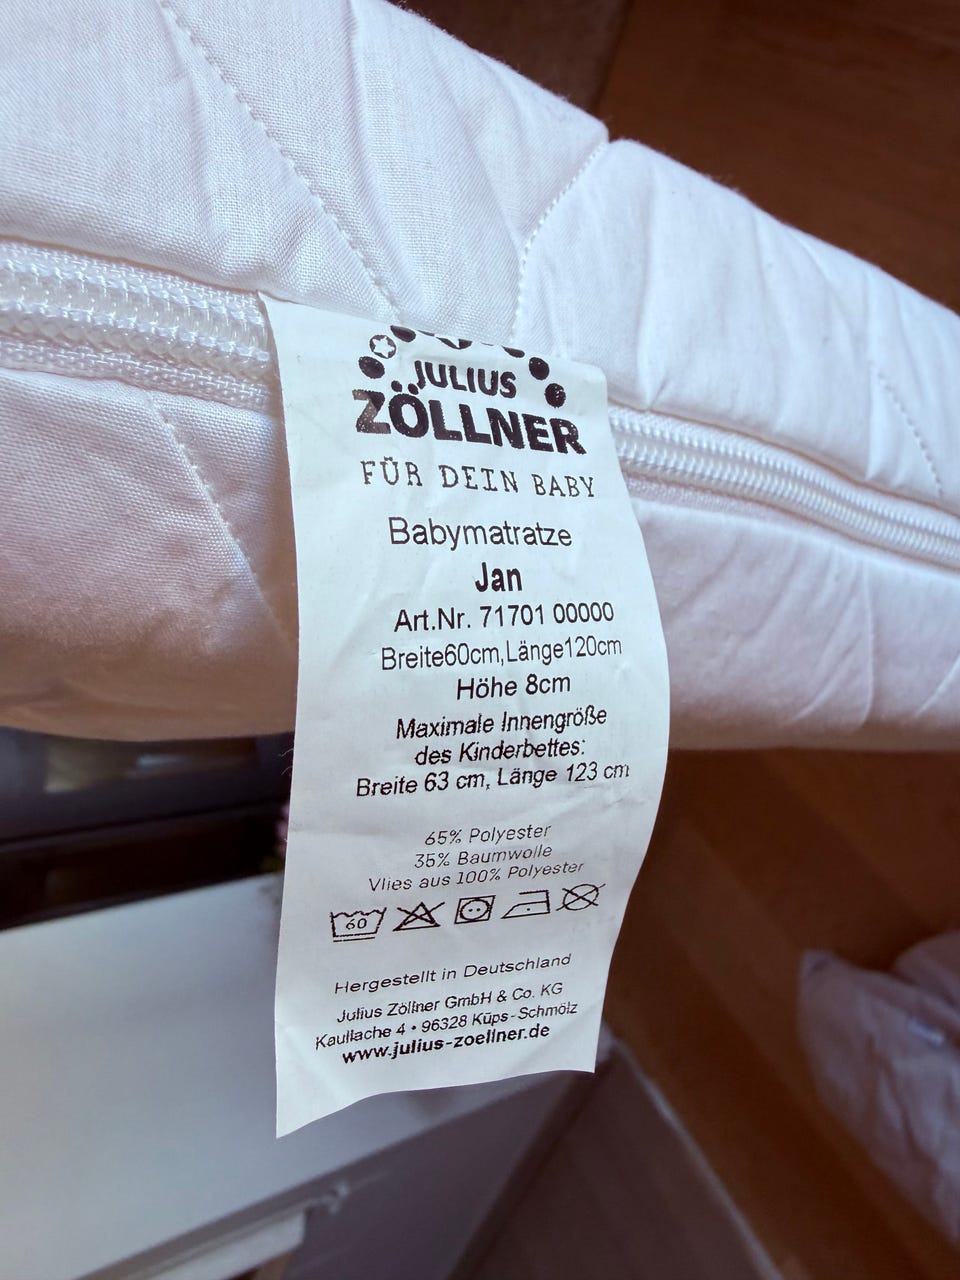 JULIUS
ZÖLLNER
FÜR DEIN BABY
Babymatratze
Jan
Art.Nr. 71701 00000
Breite60cm,Länge120cm
Höhe 8cm
Maximale Innengröße
des Kinderbettes:
Breite 63 cm, Länge 123 cm
65% Polyester
35% Baumwolle
Vlies aus 100% Polyester
60
Hergestellt in Deutschland
Julius Zöllner GmbH & Co. KG
Kaullache 4 • 96328 Küps-Schmölz
www.julius-zoellner.de